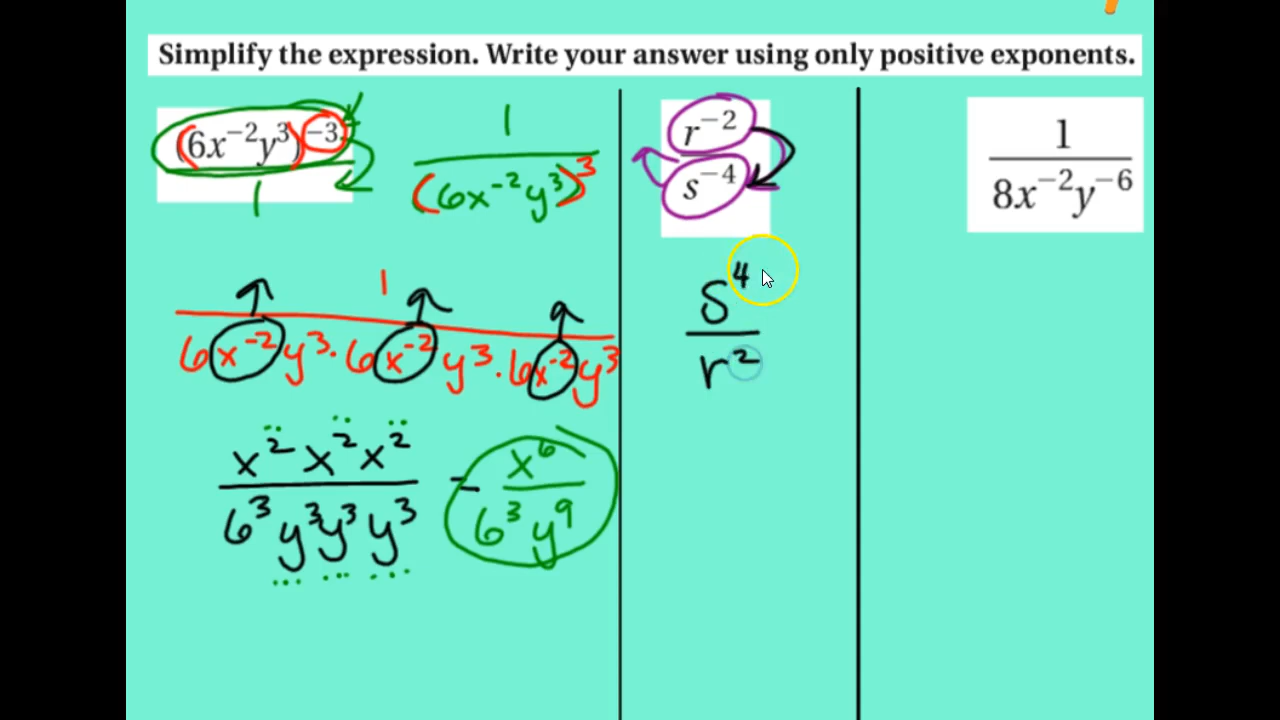 Simplify the expression. Write your answer using only positive exponents.
(6x⁻²y³)⁻³
1
1
(6x⁻²y³)³
1
6x⁻²y³·6x⁻²y³·6x⁻²y³
x²x²x²
6³y³y³y³
= x⁶
6³y⁹
r⁻²
s⁻⁴
s⁴
r²
1
8x⁻²y⁻⁶